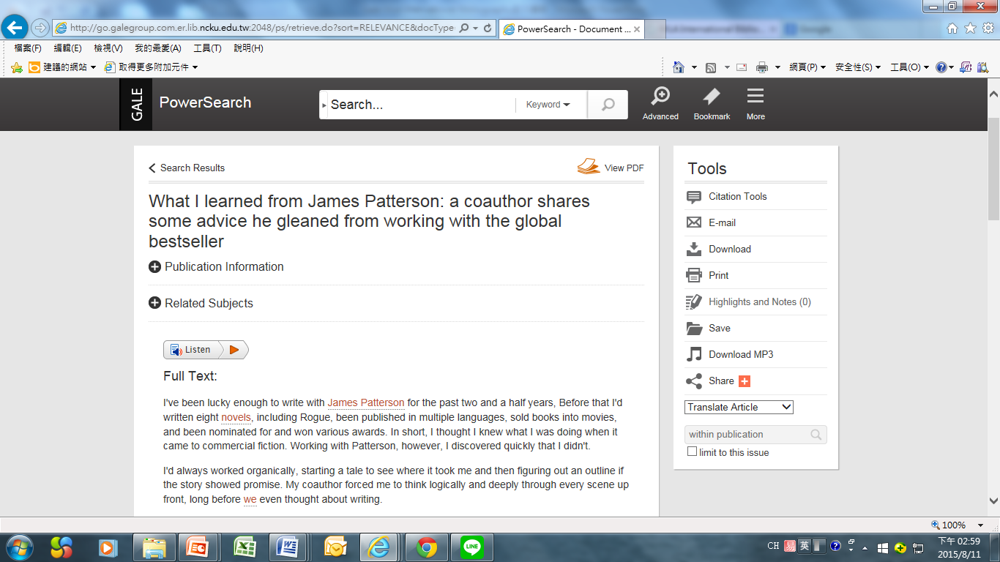 http://go.galegroup.com.er.lib.ncku.edu.tw:2048/ps/retrieve.do?sort=RELEVANCE&docType
PowerSearch - Document ...
檔案(F) 編輯(E) 檢視(V) 我的最愛(A) 工具(T) 說明(H)
建議的網站 取得更多附加元件 網頁(P) 安全性(S) 工具(O)
GALE PowerSearch Search... Keyword Advanced Bookmark More
Search Results View PDF
What I learned from James Patterson: a coauthor shares
some advice he gleaned from working with the global
bestseller
Publication Information
Related Subjects
Listen
Full Text:
I've been lucky enough to write with James Patterson for the past two and a half years, Before that I'd
written eight novels, including Rogue, been published in multiple languages, sold books into movies,
and been nominated for and won various awards. In short, I thought I knew what I was doing when it
came to commercial fiction. Working with Patterson, however, I discovered quickly that I didn't.
I'd always worked organically, starting a tale to see where it took me and then figuring out an outline if
the story showed promise. My coauthor forced me to think logically and deeply through every scene up
front, long before we even thought about writing.
Tools
Citation Tools
E-mail
Download
Print
Highlights and Notes (0)
Save
Download MP3
Share
Translate Article
within publication
limit to this issue
100%
LINE
CH 易 英
下午 02:59
2015/8/11